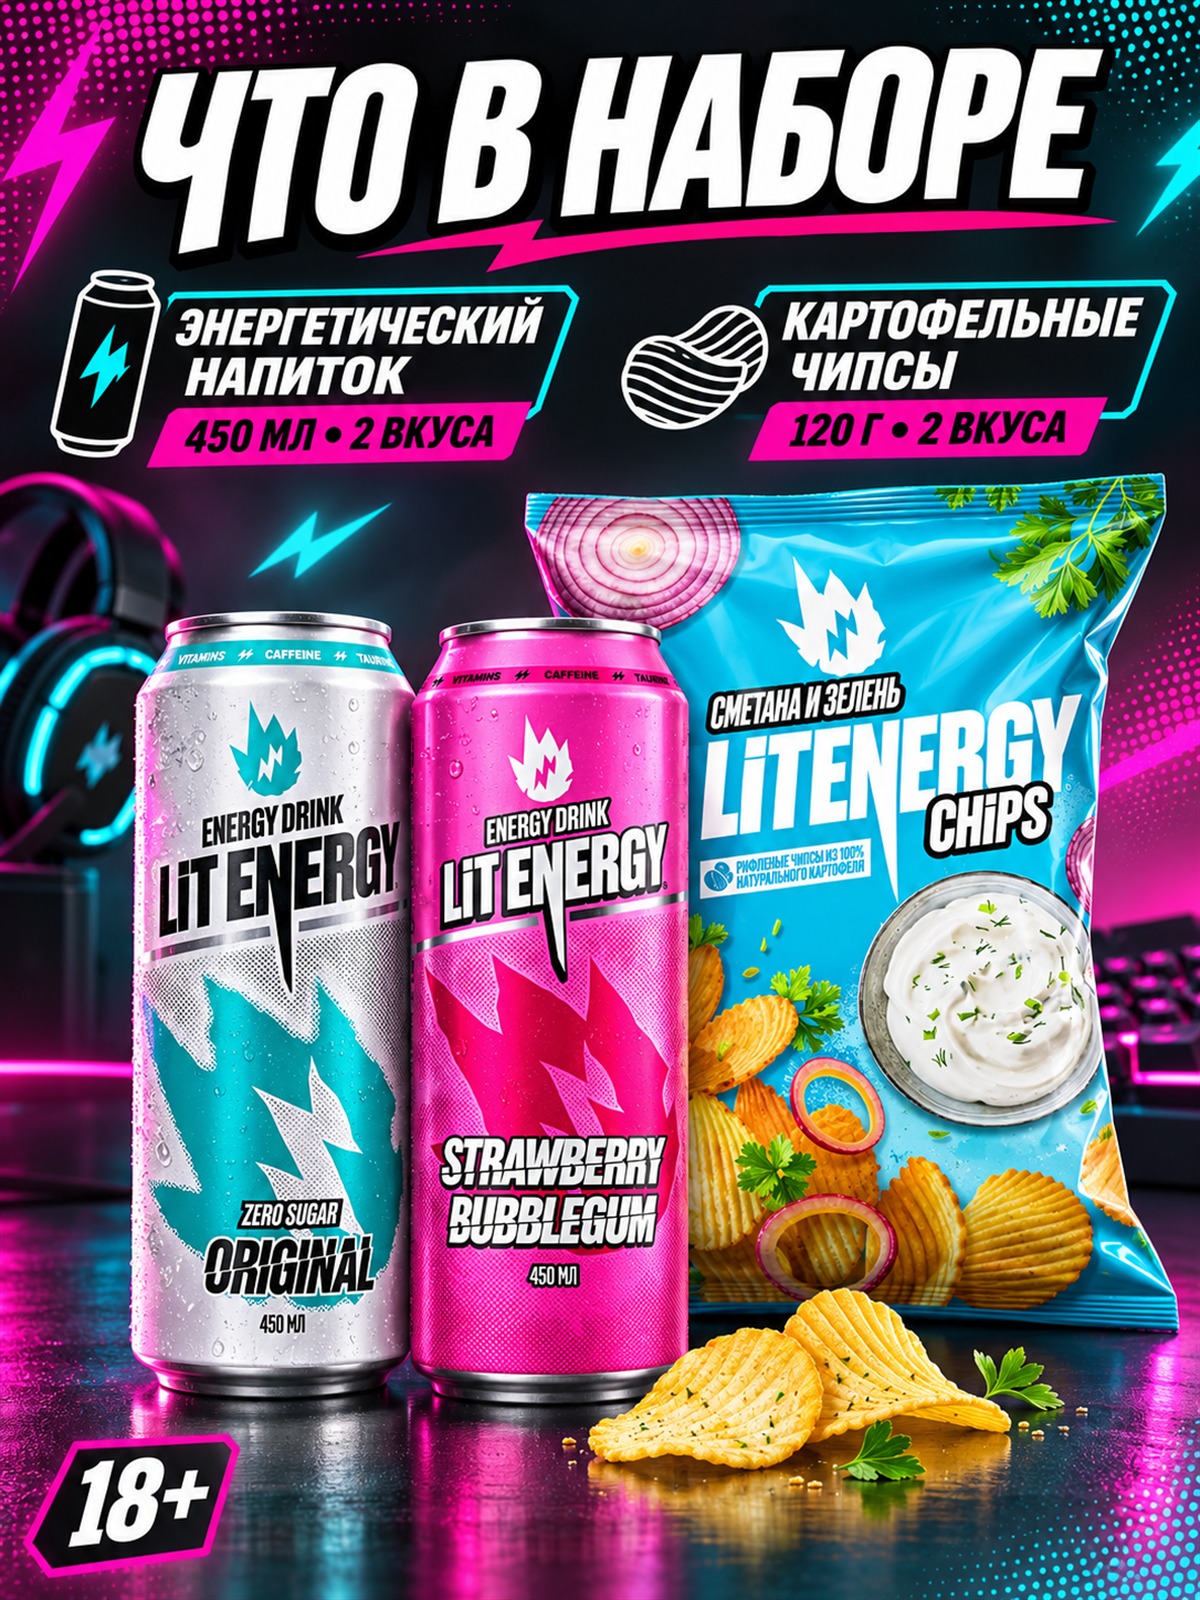 ЧТО В НАБОРЕ
ЭНЕРГЕТИЧЕСКИЙ
НАПИТОК
450 МЛ • 2 ВКУСА
КАРТОФЕЛЬНЫЕ
ЧИПСЫ
120 Г • 2 ВКУСА
VITAMINS CAFFEINE TAURINE
ENERGY DRINK
LIT ENERGY
ZERO SUGAR
ORIGINAL
450 МЛ
VITAMINS CAFFEINE TAURINE
ENERGY DRINK
LIT ENERGY
STRAWBERRY
BUBBLEGUM
450 МЛ
СМЕТАНА И ЗЕЛЕНЬ
LITENERGY
CHIPS
РИФЛЕНЫЕ ЧИПСЫ ИЗ 100%
НАТУРАЛЬНОГО КАРТОФЕЛЯ
18+